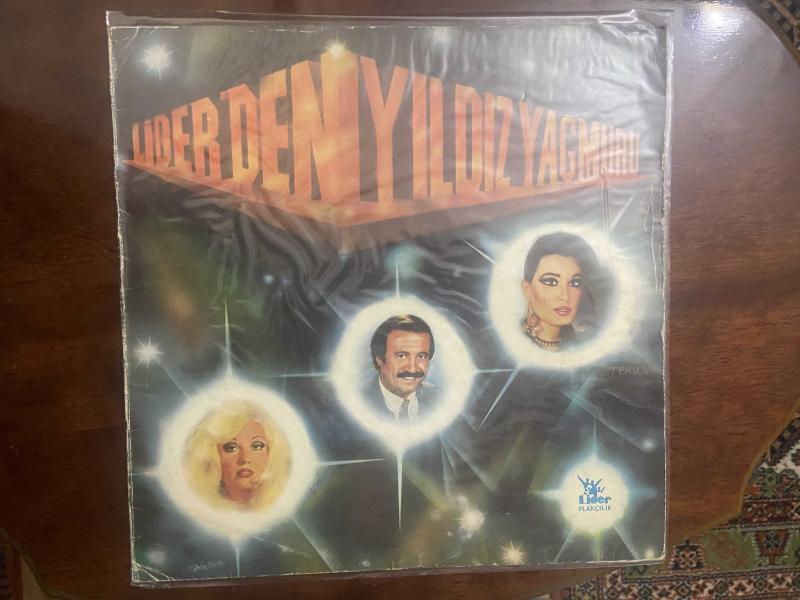 LİDER DEN YILDIZ YAĞMURU
Lider
PLAKÇILIK